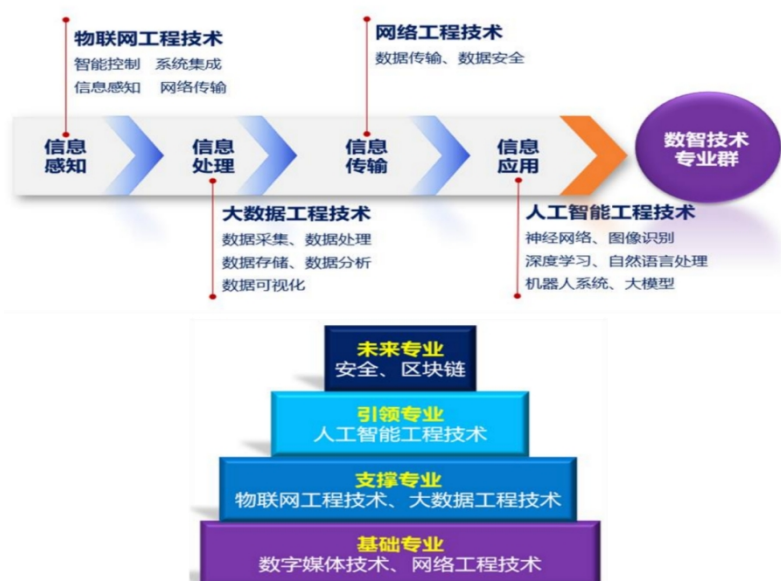 物联网工程技术
智能控制 系统集成
信息感知 网络传输
网络工程技术
数据传输、数据安全
信息
感知
信息
处理
信息
传输
信息
应用
数智技术
专业群
大数据工程技术
数据采集、数据处理
数据存储、数据分析
数据可视化
人工智能工程技术
神经网络、图像识别
深度学习、自然语言处理
机器人系统、大模型
未来专业
安全、区块链
引领专业
人工智能工程技术
支撑专业
物联网工程技术、大数据工程技术
基础专业
数字媒体技术、网络工程技术